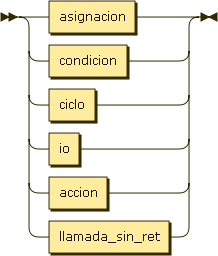 asignacion
condicion
ciclo
io
accion
llamada_sin_ret